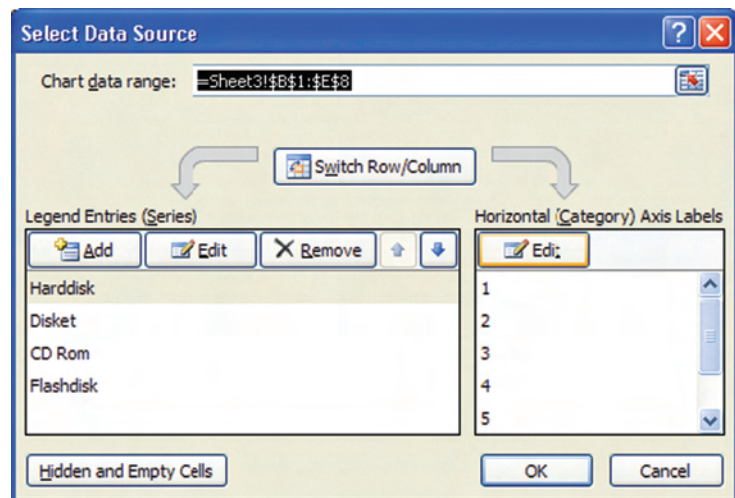 Select Data Source
Chart data range: =Sheet3!$B$1:$E$8
Switch Row/Column
Legend Entries (Series)
Horizontal (Category) Axis Labels
Add Edit Remove
Edit
Harddisk
Disket
CD Rom
Flashdisk
1
2
3
4
5
Hidden and Empty Cells
OK Cancel